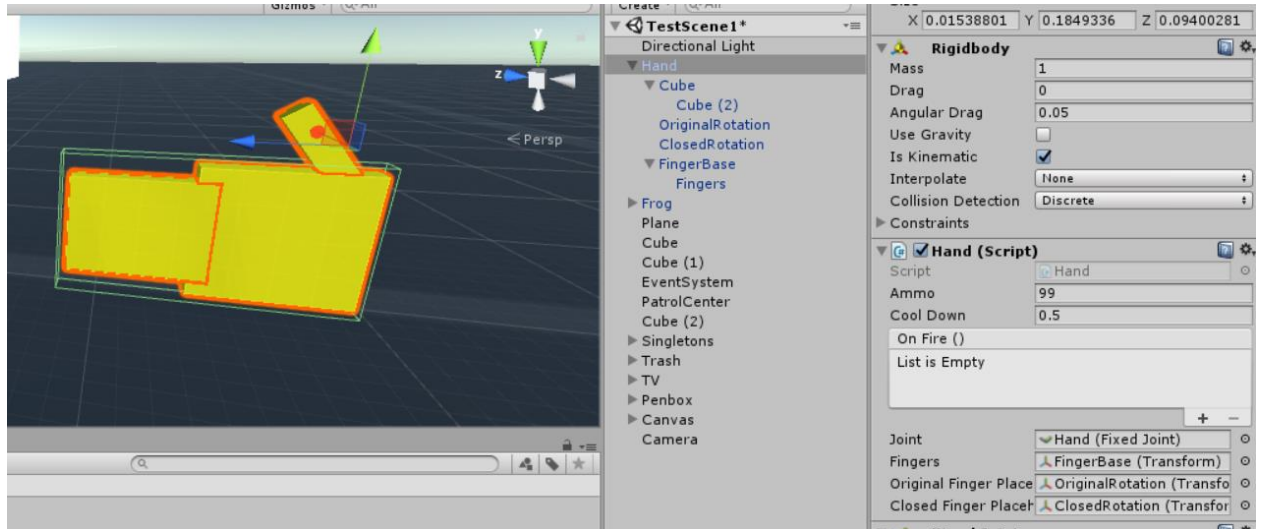 Gizmos
All
Create
All
X 0.01538801 Y 0.1849336 Z 0.09400281
y
z
Persp
TestScene1*
Directional Light
Hand
Cube
Cube (2)
OriginalRotation
ClosedRotation
FingerBase
Fingers
Frog
Plane
Cube
Cube (1)
EventSystem
PatrolCenter
Cube (2)
Singletons
Trash
TV
Penbox
Canvas
Camera
Rigidbody
Mass 1
Drag 0
Angular Drag 0.05
Use Gravity
Is Kinematic
Interpolate None
Collision Detection Discrete
Constraints
Hand (Script)
Script Hand
Ammo 99
Cool Down 0.5
On Fire ()
List is Empty
Joint Hand (Fixed Joint)
Fingers FingerBase (Transform)
Original Finger Place OriginalRotation (Transfo
Closed Finger Placeh ClosedRotation (Transfor